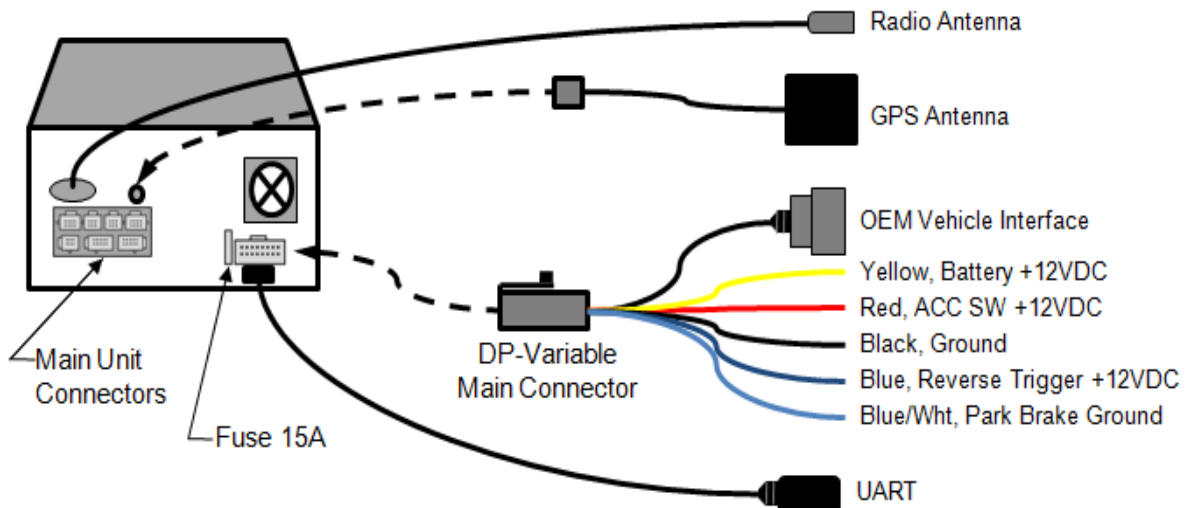 Radio Antenna
GPS Antenna
OEM Vehicle Interface
Yellow, Battery +12VDC
Red, ACC SW +12VDC
Black, Ground
Blue, Reverse Trigger +12VDC
Blue/Wht, Park Brake Ground
DP-Variable
Main Connector
Main Unit
Connectors
Fuse 15A
UART